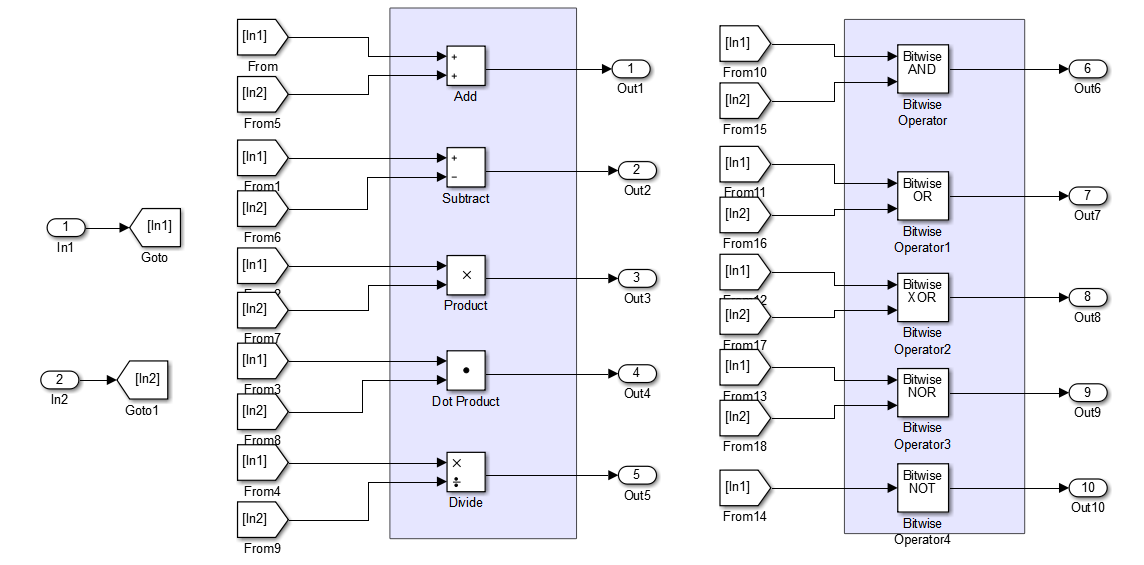 1
In1
[In1]
Goto
2
In2
[In2]
Goto1
[In1]
From
[In2]
From5
+
+
Add
1
Out1
[In1]
From1
[In2]
From6
+
−
Subtract
2
Out2
[In1]
[In2]
From7
×
Product
3
Out3
[In1]
From3
[In2]
From8
Dot Product
4
Out4
[In1]
From4
[In2]
From9
×
÷
Divide
5
Out5
[In1]
From10
[In2]
From15
Bitwise
AND
Bitwise
Operator
6
Out6
[In1]
From11
[In2]
From16
Bitwise
OR
Bitwise
Operator1
7
Out7
[In1]
From12
[In2]
From17
Bitwise
XOR
Bitwise
Operator2
8
Out8
[In1]
From13
[In2]
From18
Bitwise
NOR
Bitwise
Operator3
9
Out9
[In1]
From14
Bitwise
NOT
Bitwise
Operator4
10
Out10